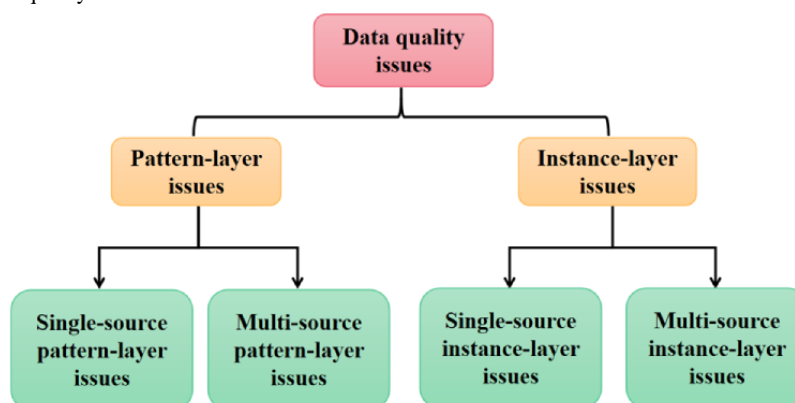 Data quality
issues
Pattern-layer
issues
Instance-layer
issues
Single-source
pattern-layer
issues
Multi-source
pattern-layer
issues
Single-source
instance-layer
issues
Multi-source
instance-layer
issues